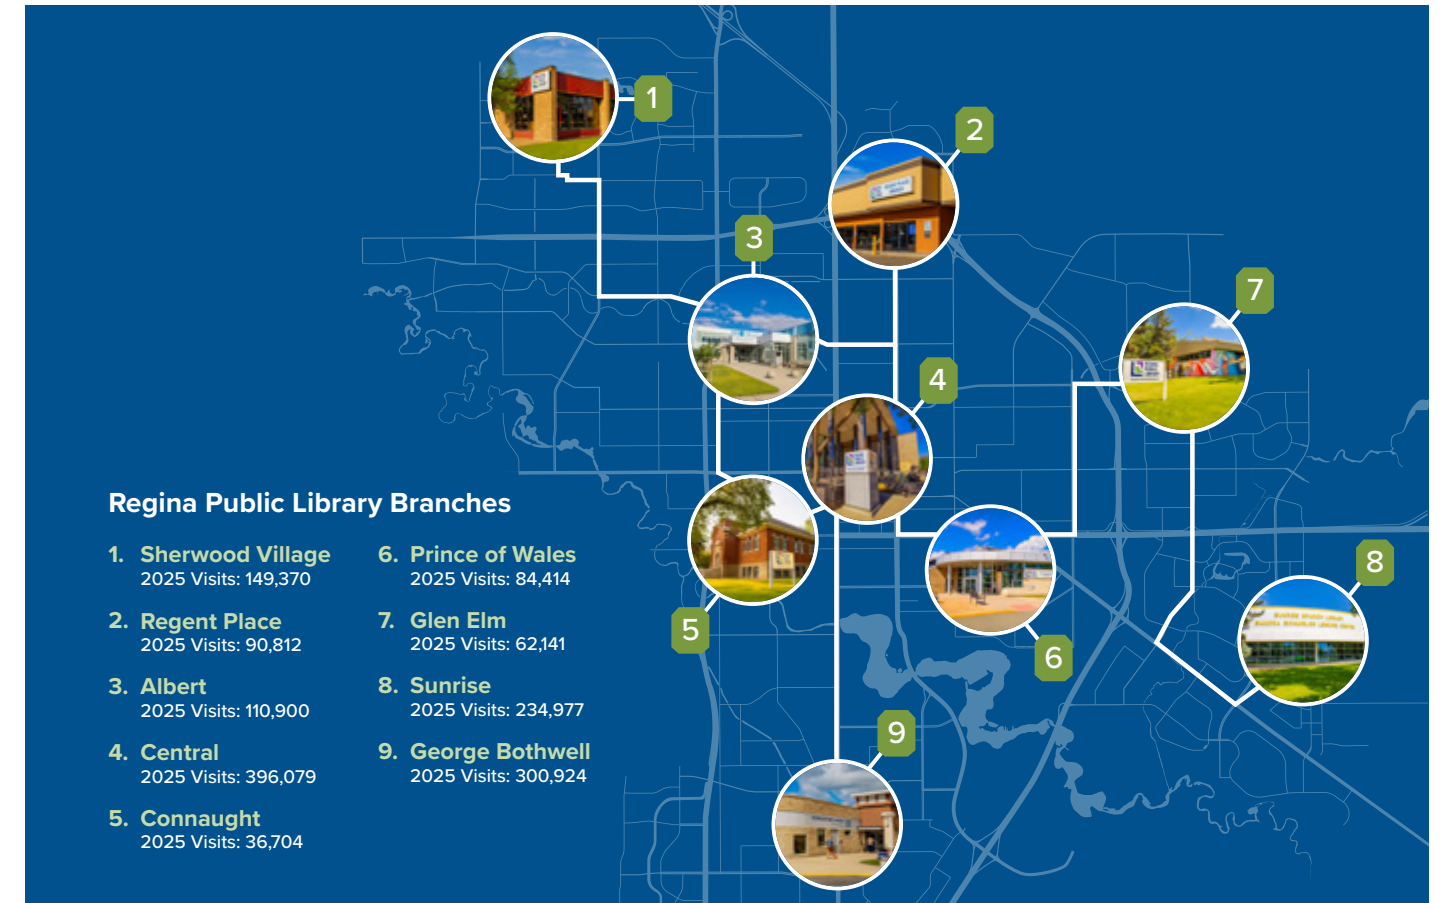 1
2
3
7
4
8
5
6
9
Regina Public Library Branches
1. Sherwood Village
2025 Visits: 149,370
2. Regent Place
2025 Visits: 90,812
3. Albert
2025 Visits: 110,900
4. Central
2025 Visits: 396,079
5. Connaught
2025 Visits: 36,704
6. Prince of Wales
2025 Visits: 84,414
7. Glen Elm
2025 Visits: 62,141
8. Sunrise
2025 Visits: 234,977
9. George Bothwell
2025 Visits: 300,924